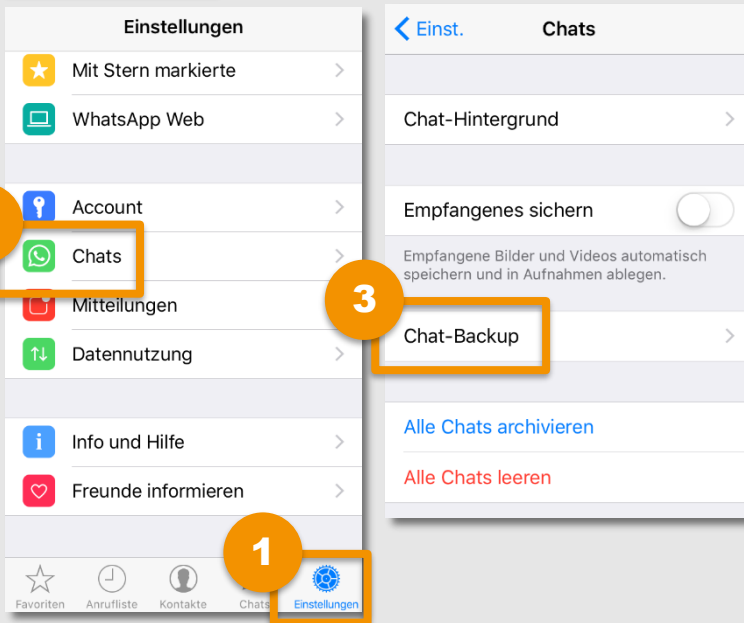 Einstellungen
Mit Stern markierte
WhatsApp Web
Account
Chats
Mitteilungen
Datennutzung
Info und Hilfe
Freunde informieren
1
Favoriten
Anrufliste
Kontakte
Chats
Einstellungen
Einst.
Chats
Chat-Hintergrund
Empfangenes sichern
Empfangene Bilder und Videos automatisch
speichern und in Aufnahmen ablegen.
3
Chat-Backup
Alle Chats archivieren
Alle Chats leeren